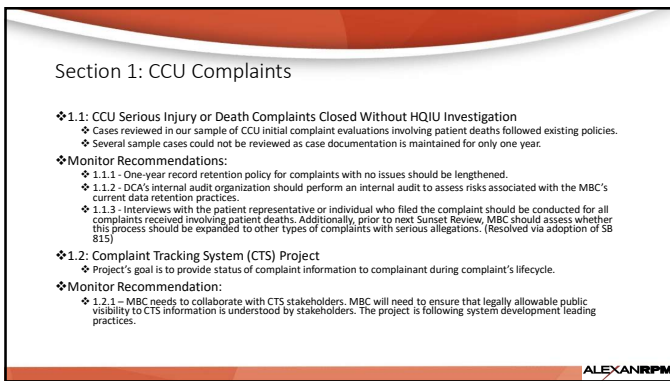 Section 1: CCU Complaints
❖1.1: CCU Serious Injury or Death Complaints Closed Without HQIU Investigation
❖ Cases reviewed in our sample of CCU initial complaint evaluations involving patient deaths followed existing policies.
❖ Several sample cases could not be reviewed as case documentation is maintained for only one year.
❖Monitor Recommendations:
❖ 1.1.1 - One-year record retention policy for complaints with no issues should be lengthened.
❖ 1.1.2 - DCA's internal audit organization should perform an internal audit to assess risks associated with the MBC's
current data retention practices.
❖ 1.1.3 - Interviews with the patient representative or individual who filed the complaint should be conducted for all
complaints received involving patient deaths. Additionally, prior to next Sunset Review, MBC should assess whether
this process should be expanded to other types of complaints with serious allegations. (Resolved via adoption of SB
815)
❖1.2: Complaint Tracking System (CTS) Project
❖ Project's goal is to provide status of complaint information to complainant during complaint's lifecycle.
❖Monitor Recommendation:
❖ 1.2.1 – MBC needs to collaborate with CTS stakeholders. MBC will need to ensure that legally allowable public
visibility to CTS information is understood by stakeholders. The project is following system development leading
practices.
ALEXANRPM